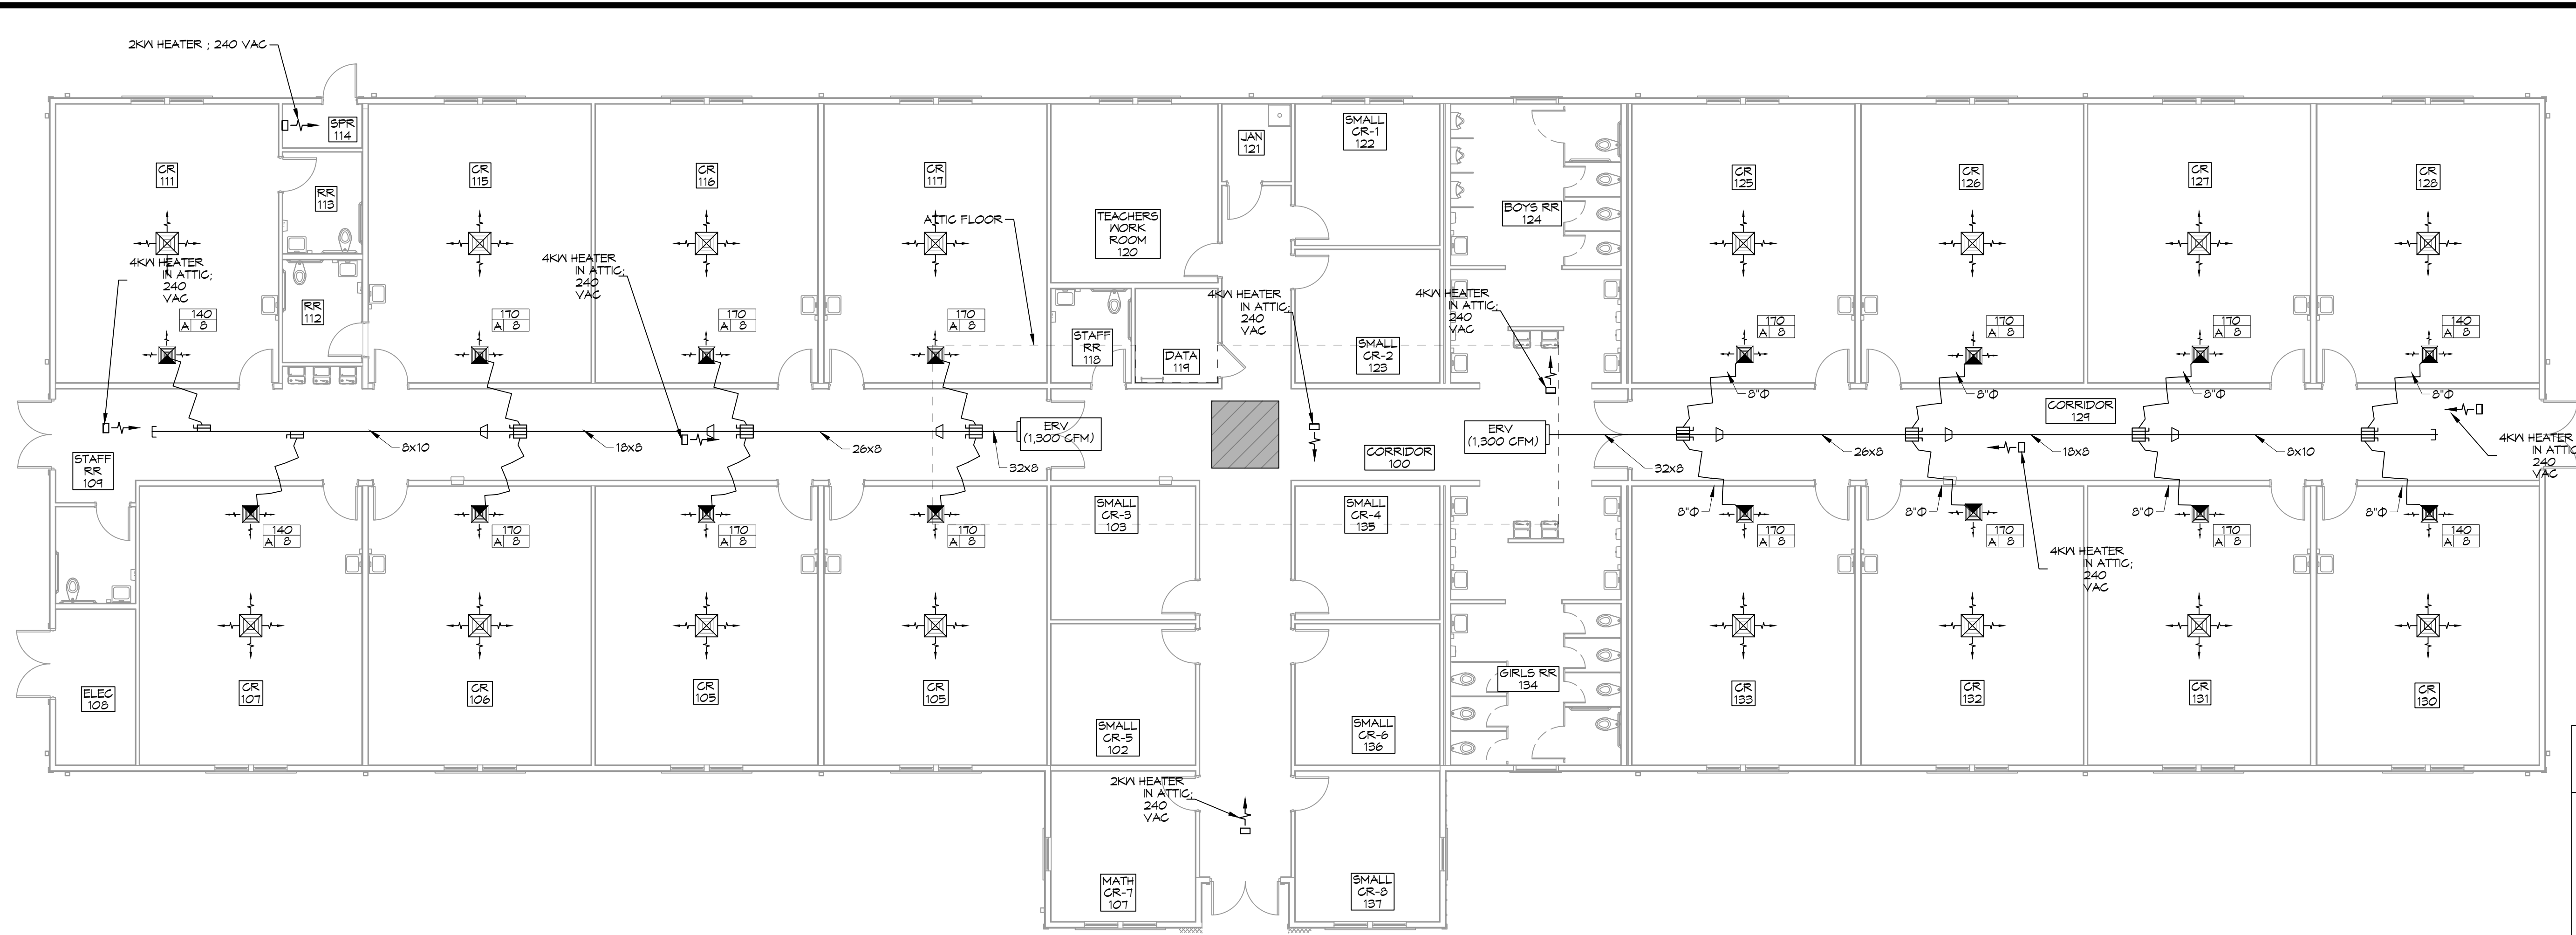 2KW HEATER ; 240 VAC
SPR
114
CR
111
CR
115
CR
116
CR
117
JAN
121
SMALL
CR-1
122
CR
125
CR
126
CR
127
CR
128
RR
113
ATTIC FLOOR
TEACHERS
WORK
ROOM
120
BOYS RR
124
4KW HEATER
IN ATTIC;
240
VAC
4KW HEATER
IN ATTIC;
240
VAC
4KW HEATER
IN ATTIC;
240
VAC
4KW HEATER
IN ATTIC;
240
VAC
RR
112
140
A 8
170
A 8
170
A 8
170
A 8
170
A 8
170
A 8
170
A 8
140
A 8
STAFF
RR
118
DATA
119
SMALL
CR-2
123
8"Φ
8"Φ
8"Φ
8"Φ
CORRIDOR
129
ERV
(1,300 CFM)
ERV
(1,300 CFM)
8x10
18x8
26x8
32x8
CORRIDOR
100
32x8
26x8
18x8
8x10
4KW HEATER
IN ATTIC
240
VAC
STAFF
RR
109
8"Φ
8"Φ
8"Φ
8"Φ
SMALL
CR-3
103
SMALL
CR-4
135
140
A 8
170
A 8
170
A 8
170
A 8
170
A 8
170
A 8
170
A 8
140
A 8
4KW HEATER
IN ATTIC;
240
VAC
ELEC
108
CR
107
CR
106
CR
105
CR
105
GIRLS RR
134
CR
133
CR
132
CR
131
CR
130
SMALL
CR-5
102
SMALL
CR-6
136
2KW HEATER
IN ATTIC;
240
VAC
MATH
CR-7
107
SMALL
CR-8
137